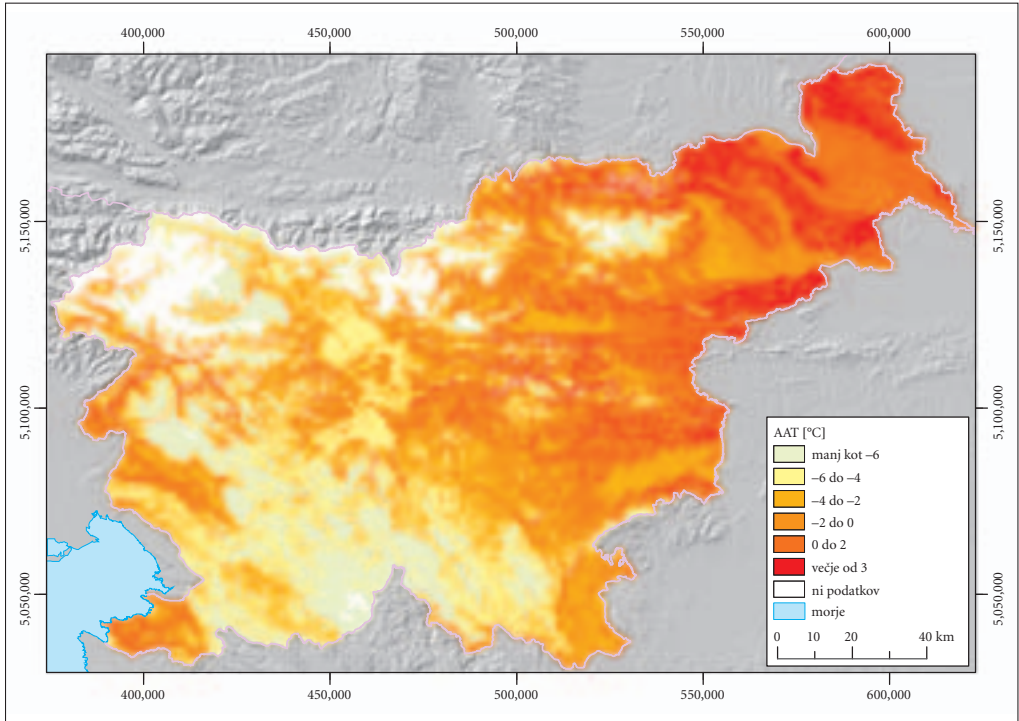 400,000 450,000 500,000 550,000 600,000
5,150,000 5,150,000
5,100,000 5,100,000
5,050,000 5,050,000
AAT [°C]
manj kot –6
–6 do –4
–4 do –2
–2 do 0
0 do 2
večje od 3
ni podatkov
morje
0 10 20 40 km
400,000 450,000 500,000 550,000 600,000